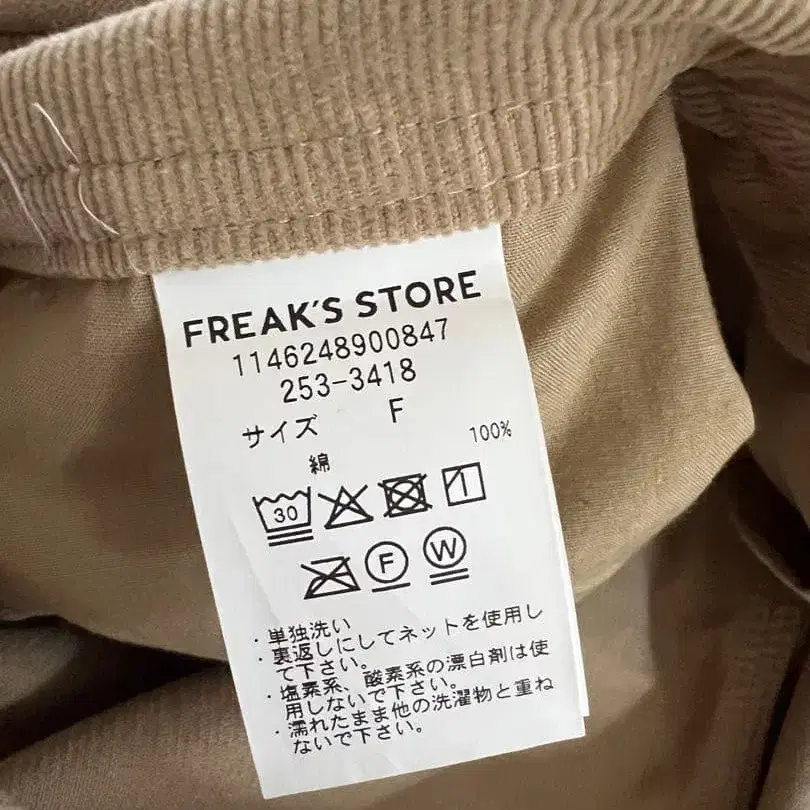 FREAK'S STORE
1146248900847
253-3418
サイズ F
綿 100%
30
F W
・単独洗い
・裏返しにしてネットを使用し
て下さい。
・塩素系、酸素系の漂白剤は使
用しないで下さい。
・濡れたまま他の洗濯物と重ね
ないで下さい。